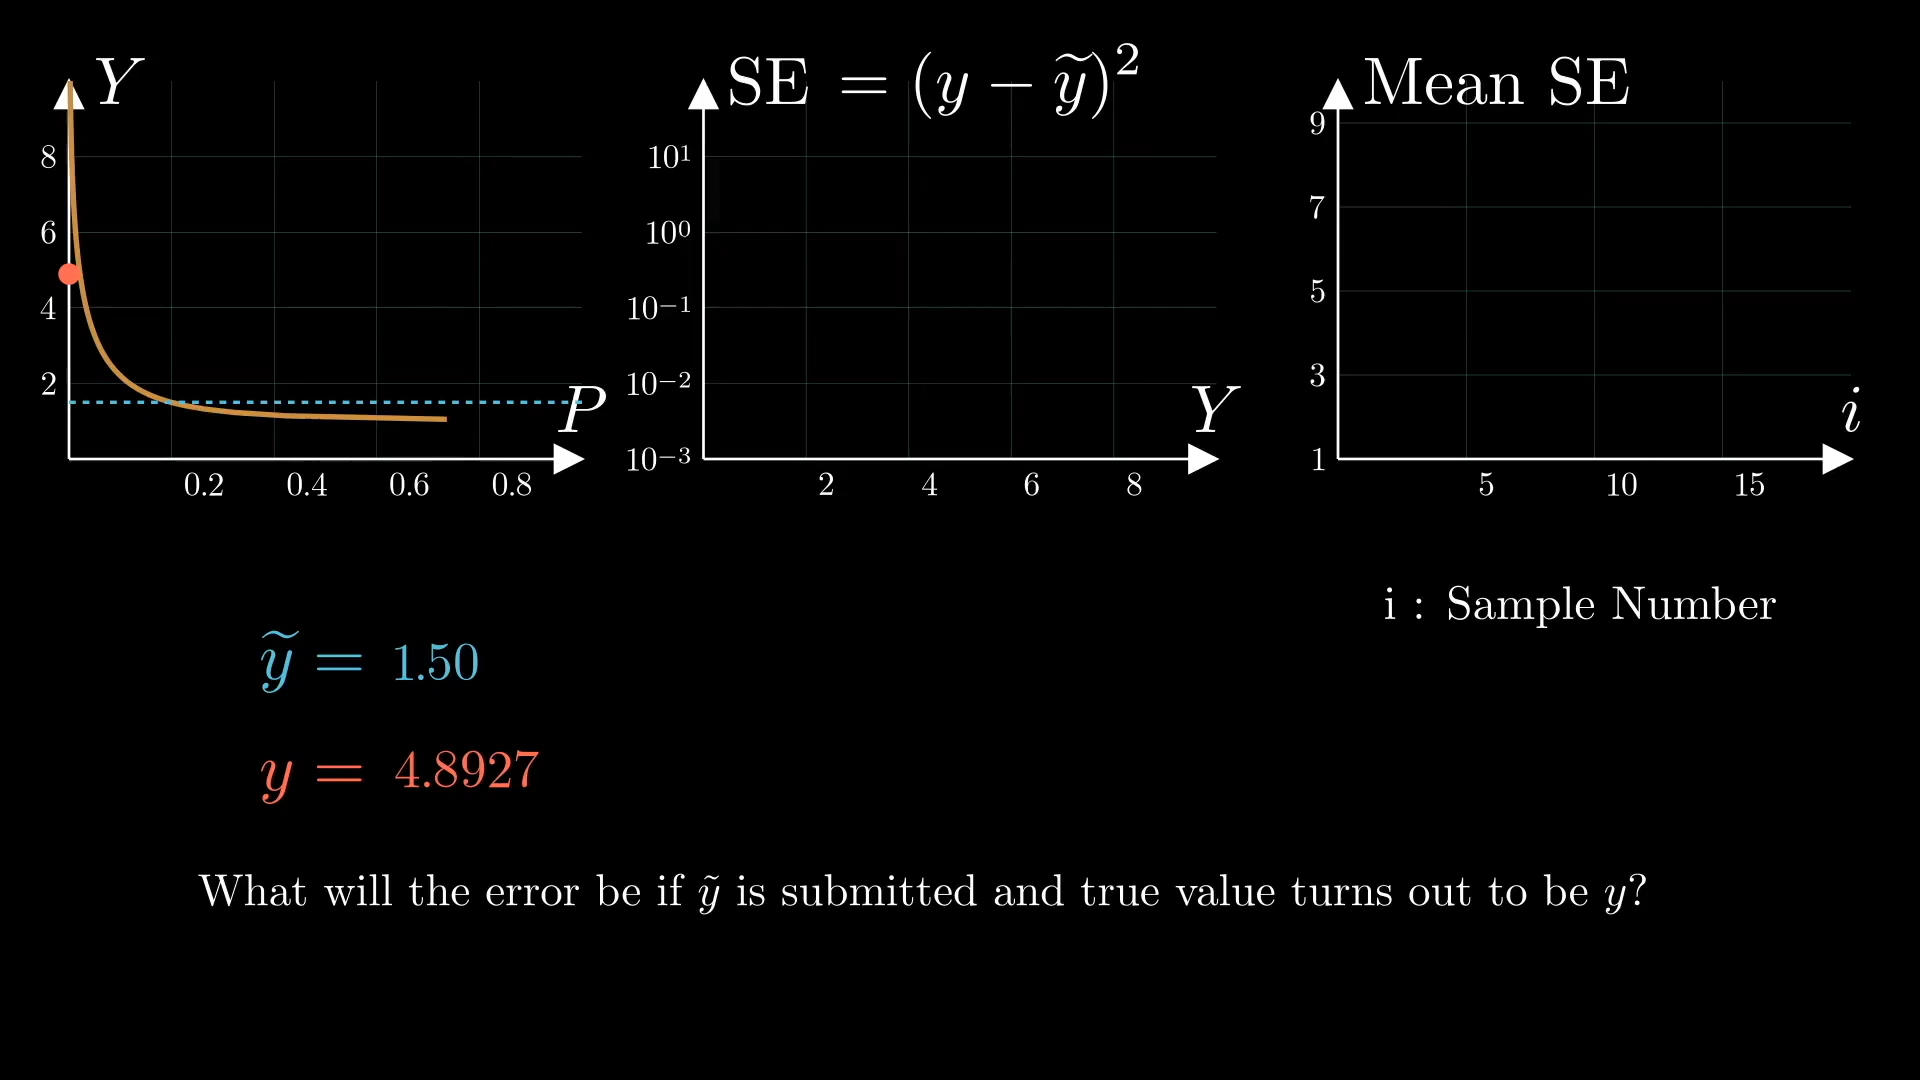 Y
8
6
4
2
P
0.2 0.4 0.6 0.8
SE = (y − ỹ)²
10¹
10⁰
10⁻¹
10⁻²
10⁻³
Y
2 4 6 8
Mean SE
9
7
5
3
1
i
5 10 15
i : Sample Number
ỹ = 1.50
y = 4.8927
What will the error be if ỹ is submitted and true value turns out to be y?